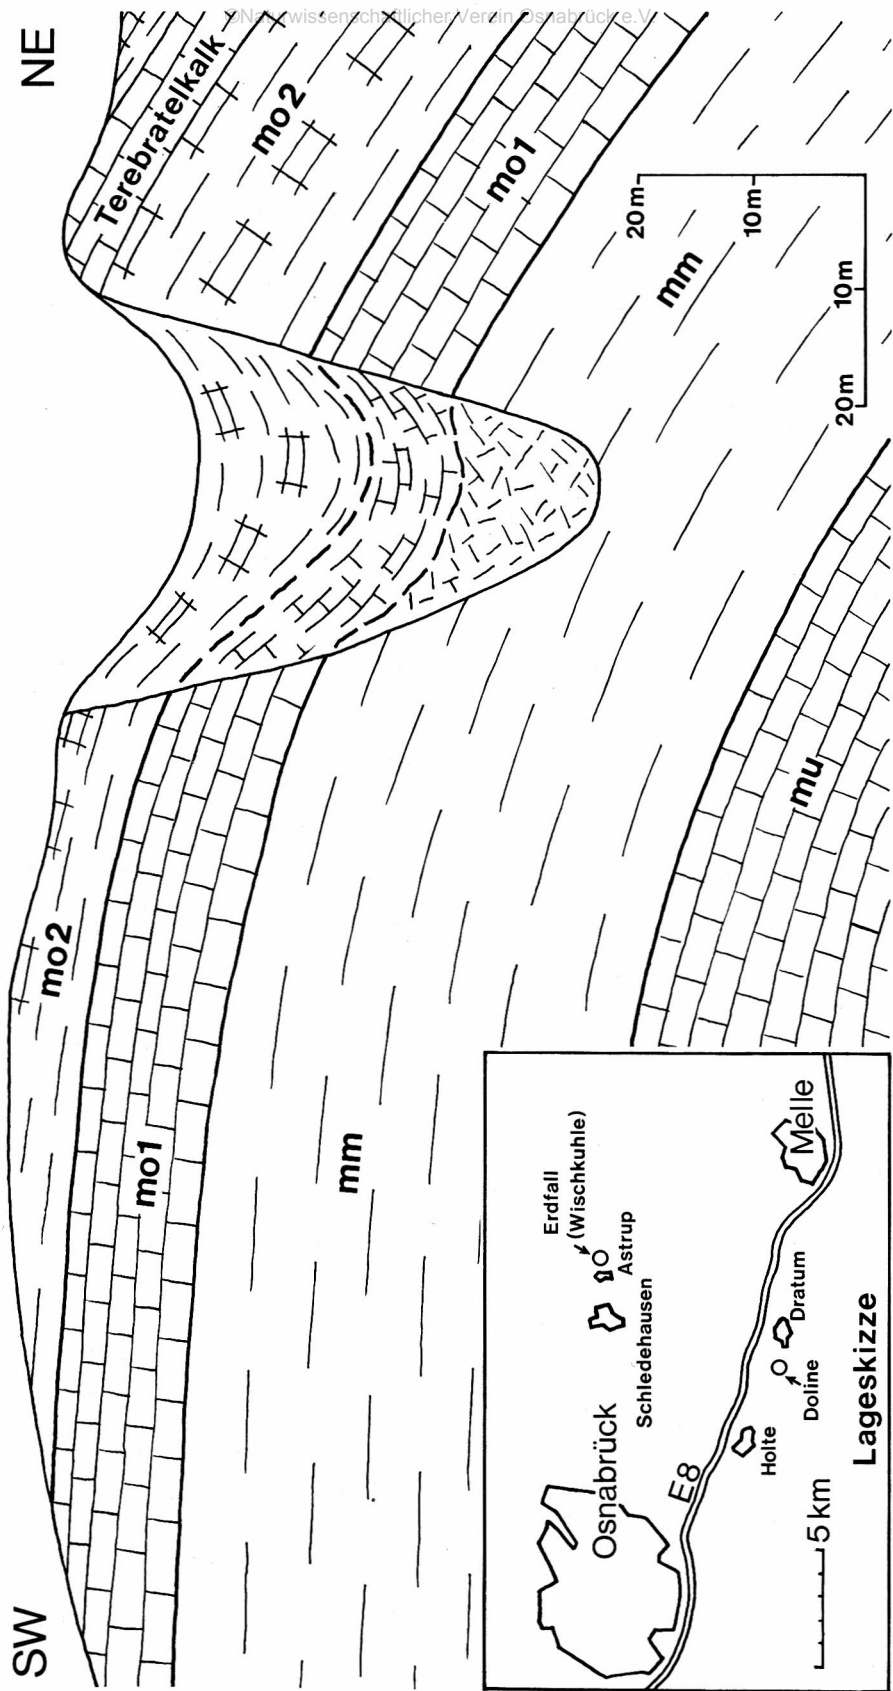 ©Naturwissenschaftlicher Verein Osnabrück e.V.
SW
NE
mo2
mo1
mm
Terebratelkalk
mo2
mo1
mm
mu
20m
10m
10m
20m
Osnabrück
Schledehausen
Erdfall
(Wischkuhle)
Astrup
E8
Holte
Doline
Dratum
Melle
5 km
Lageskizze